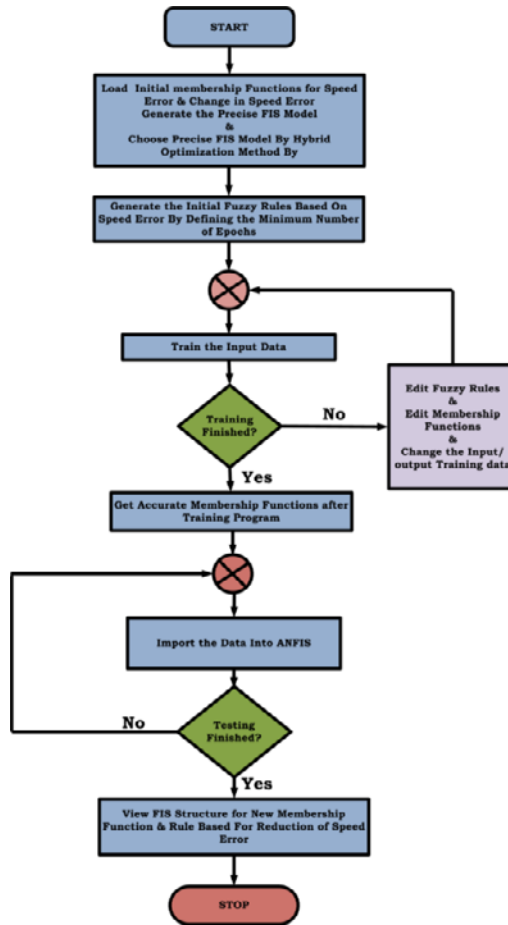 START
Load Initial membership Functions for Speed
Error & Change in Speed Error
Generate the Precise FIS Model
&
Choose Precise FIS Model By Hybrid
Optimization Method By
Generate the Initial Fuzzy Rules Based On
Speed Error By Defining the Minimum Number
of Epochs
Train the Input Data
Training
Finished?
No
Edit Fuzzy Rules
&
Edit Membership
Functions
&
Change the Input/
output Training data
Yes
Get Accurate Membership Functions after
Training Program
Import the Data Into ANFIS
Testing
Finished?
No
Yes
View FIS Structure for New Membership
Function & Rule Based For Reduction of Speed
Error
STOP